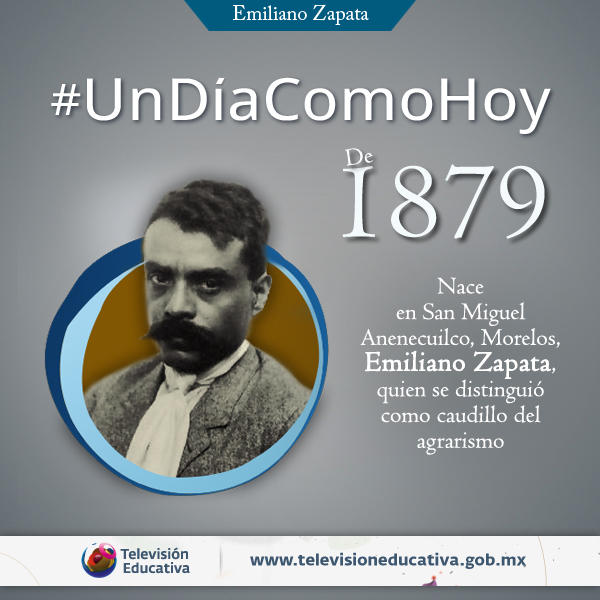 Emiliano Zapata
#UnDíaComoHoy
De
1879
Nace
en San Miguel
Anenecuilco, Morelos,
Emiliano Zapata,
quien se distinguió
como caudillo del
agrarismo
Televisión
Educativa
www.televisioneducativa.gob.mx